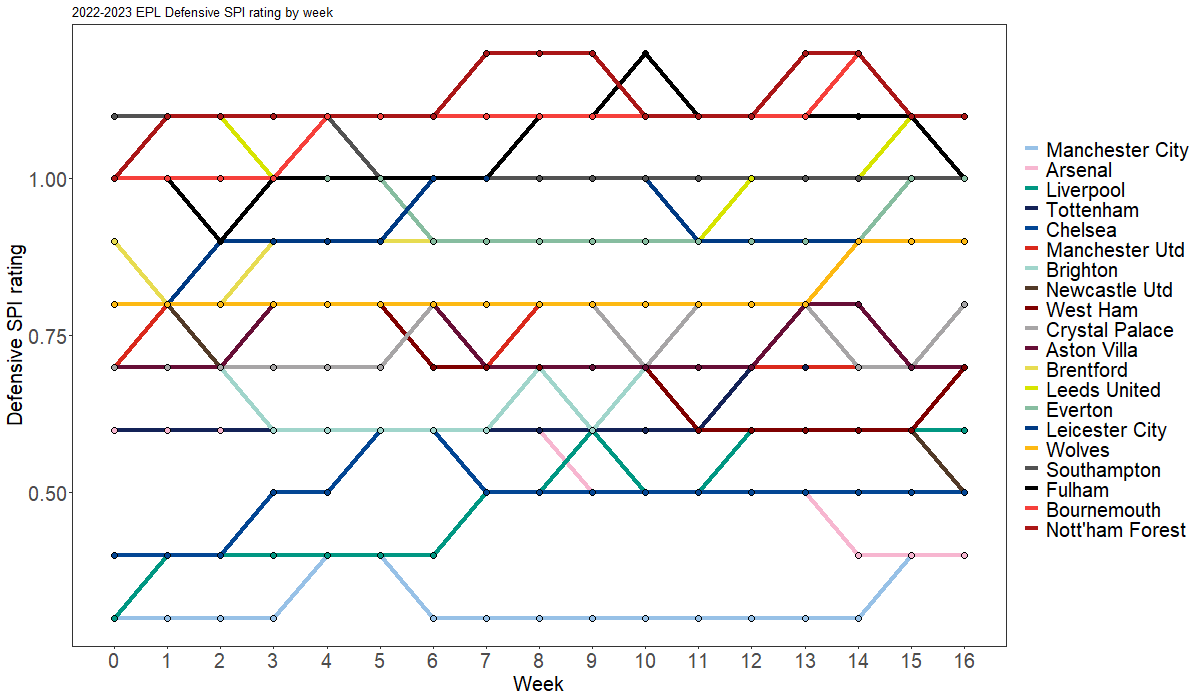 2022-2023 EPL Defensive SPI rating by week
Defensive SPI rating
1.00
0.75
0.50
0 1 2 3 4 5 6 7 8 9 10 11 12 13 14 15 16
Week
Manchester City
Arsenal
Liverpool
Tottenham
Chelsea
Manchester Utd
Brighton
Newcastle Utd
West Ham
Crystal Palace
Aston Villa
Brentford
Leeds United
Everton
Leicester City
Wolves
Southampton
Fulham
Bournemouth
Nott'ham Forest